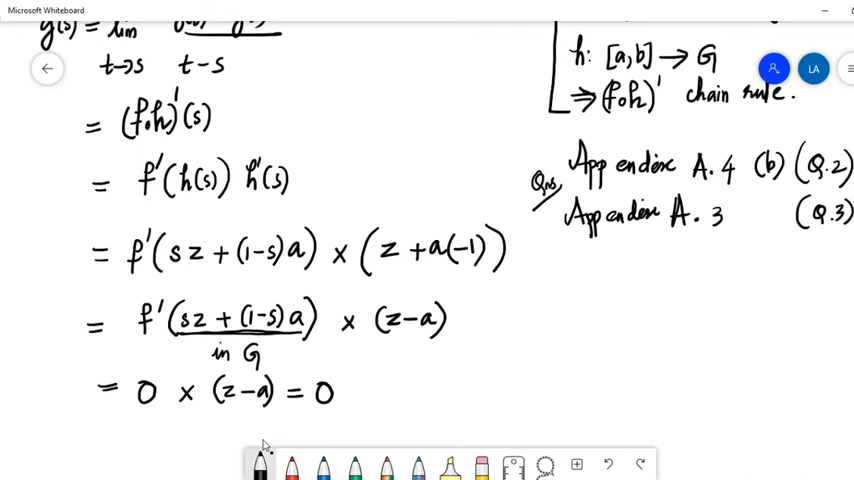 Microsoft Whiteboard
g'(s) = lim
t→s t-s
= (f∘h)'(s)
= f'(h(s)) h'(s)
= f'(sz + (1-s)a) × (z + a(-1))
= f'(sz + (1-s)a) × (z-a)
in G
= 0 × (z-a) = 0
h: [a,b] → G
⇒ (f∘h)' chain rule.
Qns, Appendix A.4 (b) (Q.2)
Appendix A.3 (Q.3)
LA